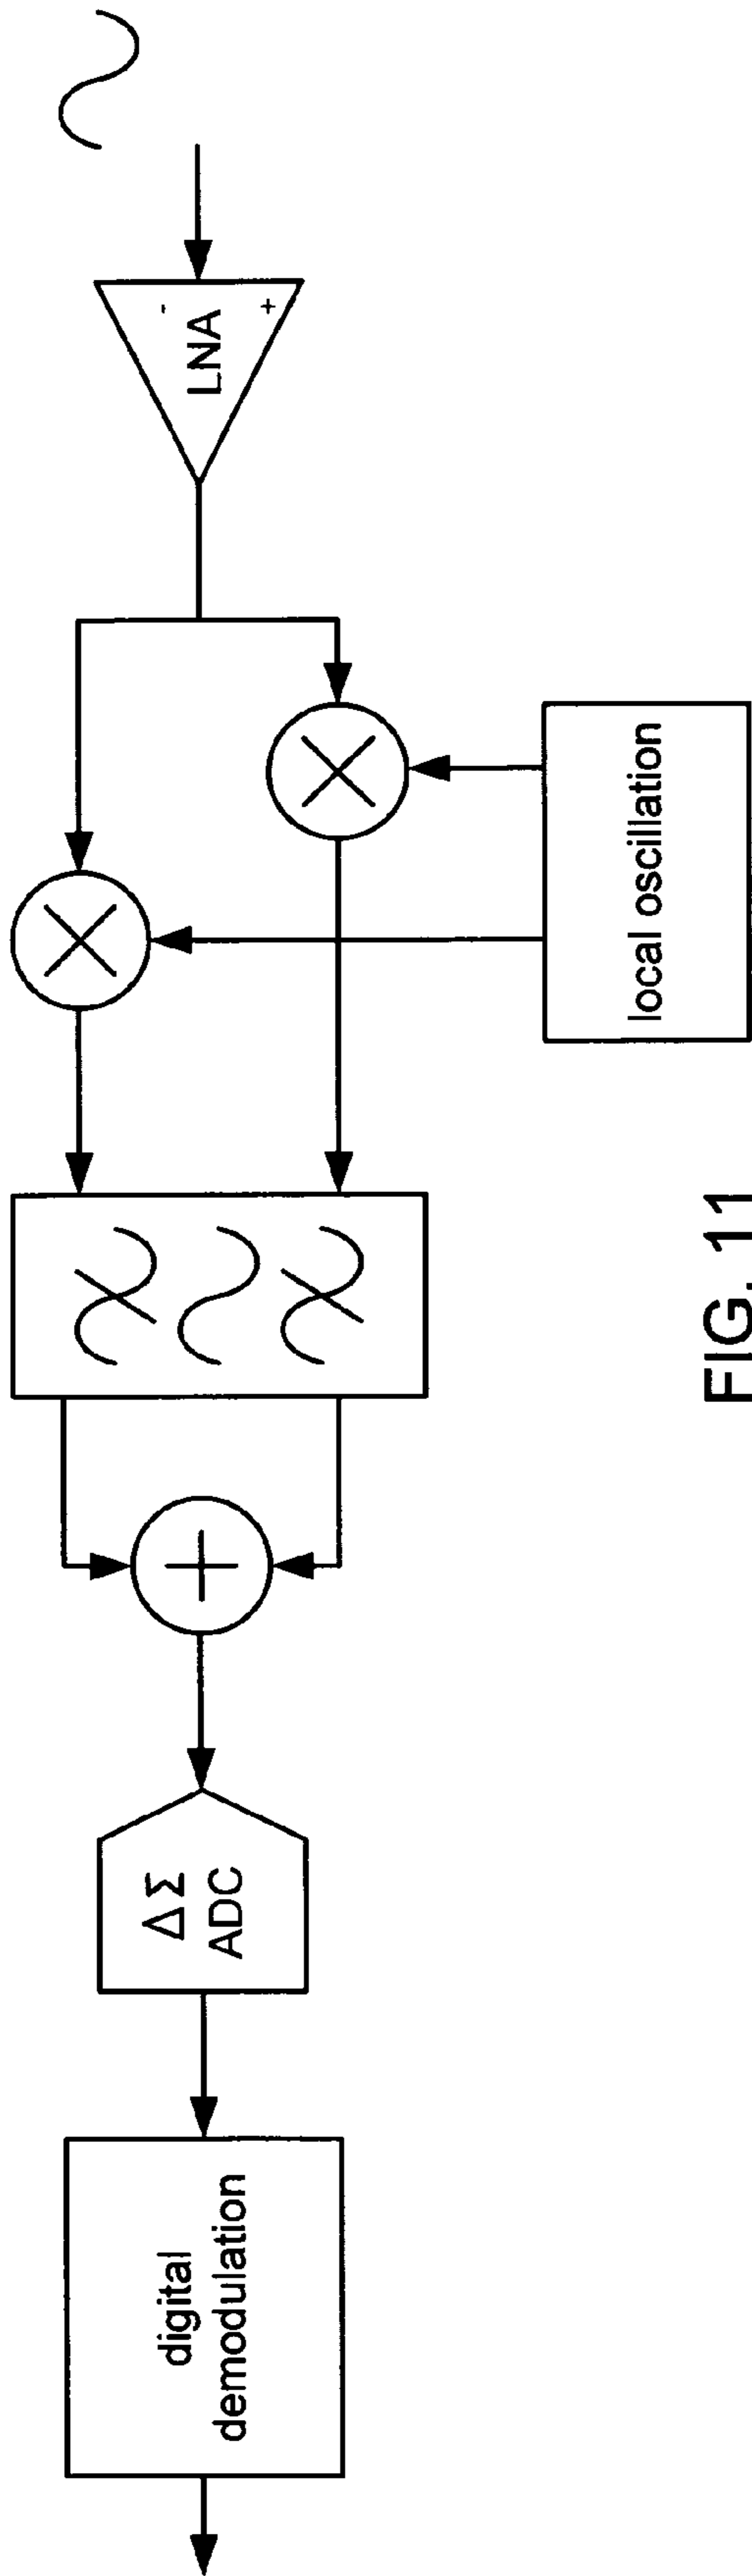 digital
demodulation
ΔΣ
ADC
local oscillation
-
LNA
+
FIG. 11